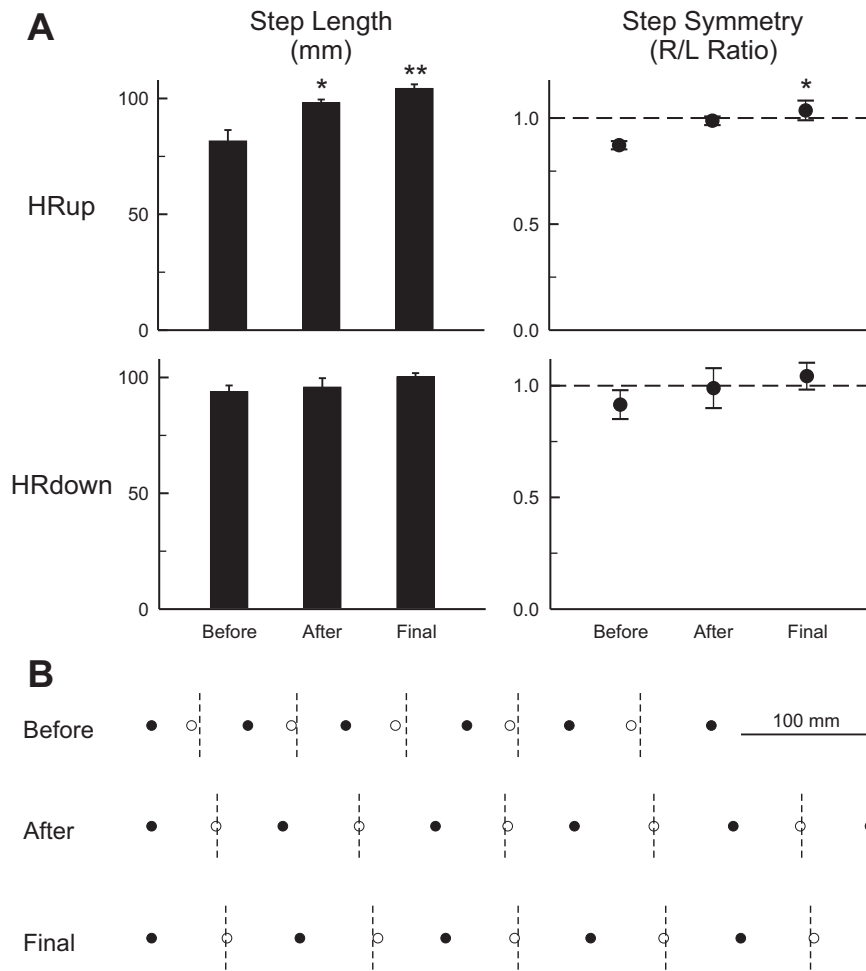 A
Step Length
(mm)
Step Symmetry
(R/L Ratio)
HRup
100
50
0
*
**
1.0
0.5
0.0
*
HRdown
100
50
0
Before
After
Final
1.0
0.5
0.0
Before
After
Final
B
Before
100 mm
After
Final